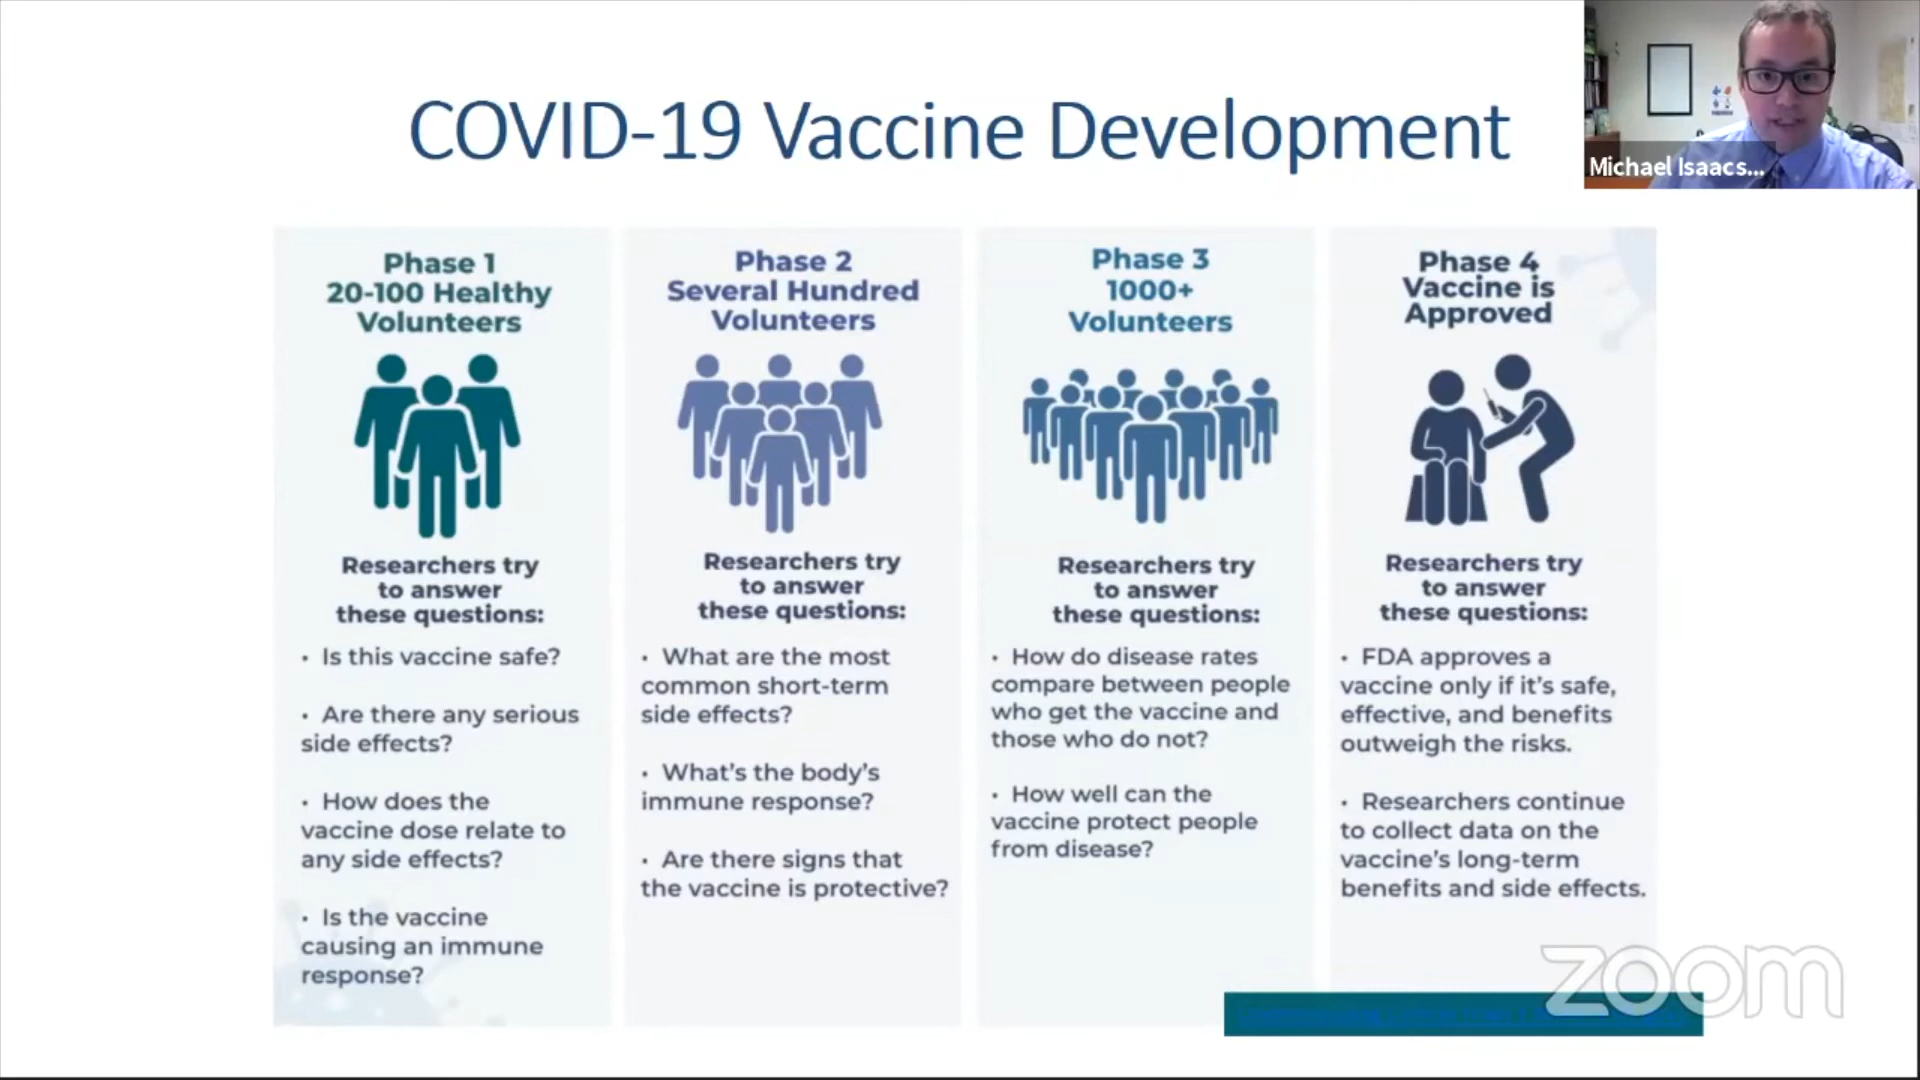 COVID-19 Vaccine Development
Michael Isaacs...
Phase 1
20-100 Healthy
Volunteers
Researchers try
to answer
these questions:
• Is this vaccine safe?
• Are there any serious
side effects?
• How does the
vaccine dose relate to
any side effects?
• Is the vaccine
causing an immune
response?
Phase 2
Several Hundred
Volunteers
Researchers try
to answer
these questions:
• What are the most
common short-term
side effects?
• What's the body's
immune response?
• Are there signs that
the vaccine is protective?
Phase 3
1000+
Volunteers
Researchers try
to answer
these questions:
• How do disease rates
compare between people
who get the vaccine and
those who do not?
• How well can the
vaccine protect people
from disease?
Phase 4
Vaccine is
Approved
Researchers try
to answer
these questions:
• FDA approves a
vaccine only if it's safe,
effective, and benefits
outweigh the risks.
• Researchers continue
to collect data on the
vaccine's long-term
benefits and side effects.
zoom